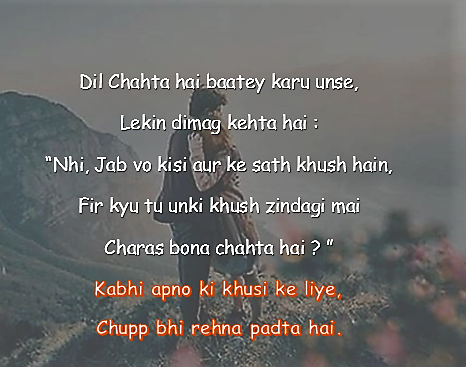 Dil Chahta hai baatey karu unse,
Lekin dimag kehta hai :
“Nhi, Jab vo kisi aur ke sath khush hain,
Fir kyu tu unki khush zindagi mai
Charas bona chahta hai ? ”
Kabhi apno ki khusi ke liye,
Chupp bhi rehna padta hai.